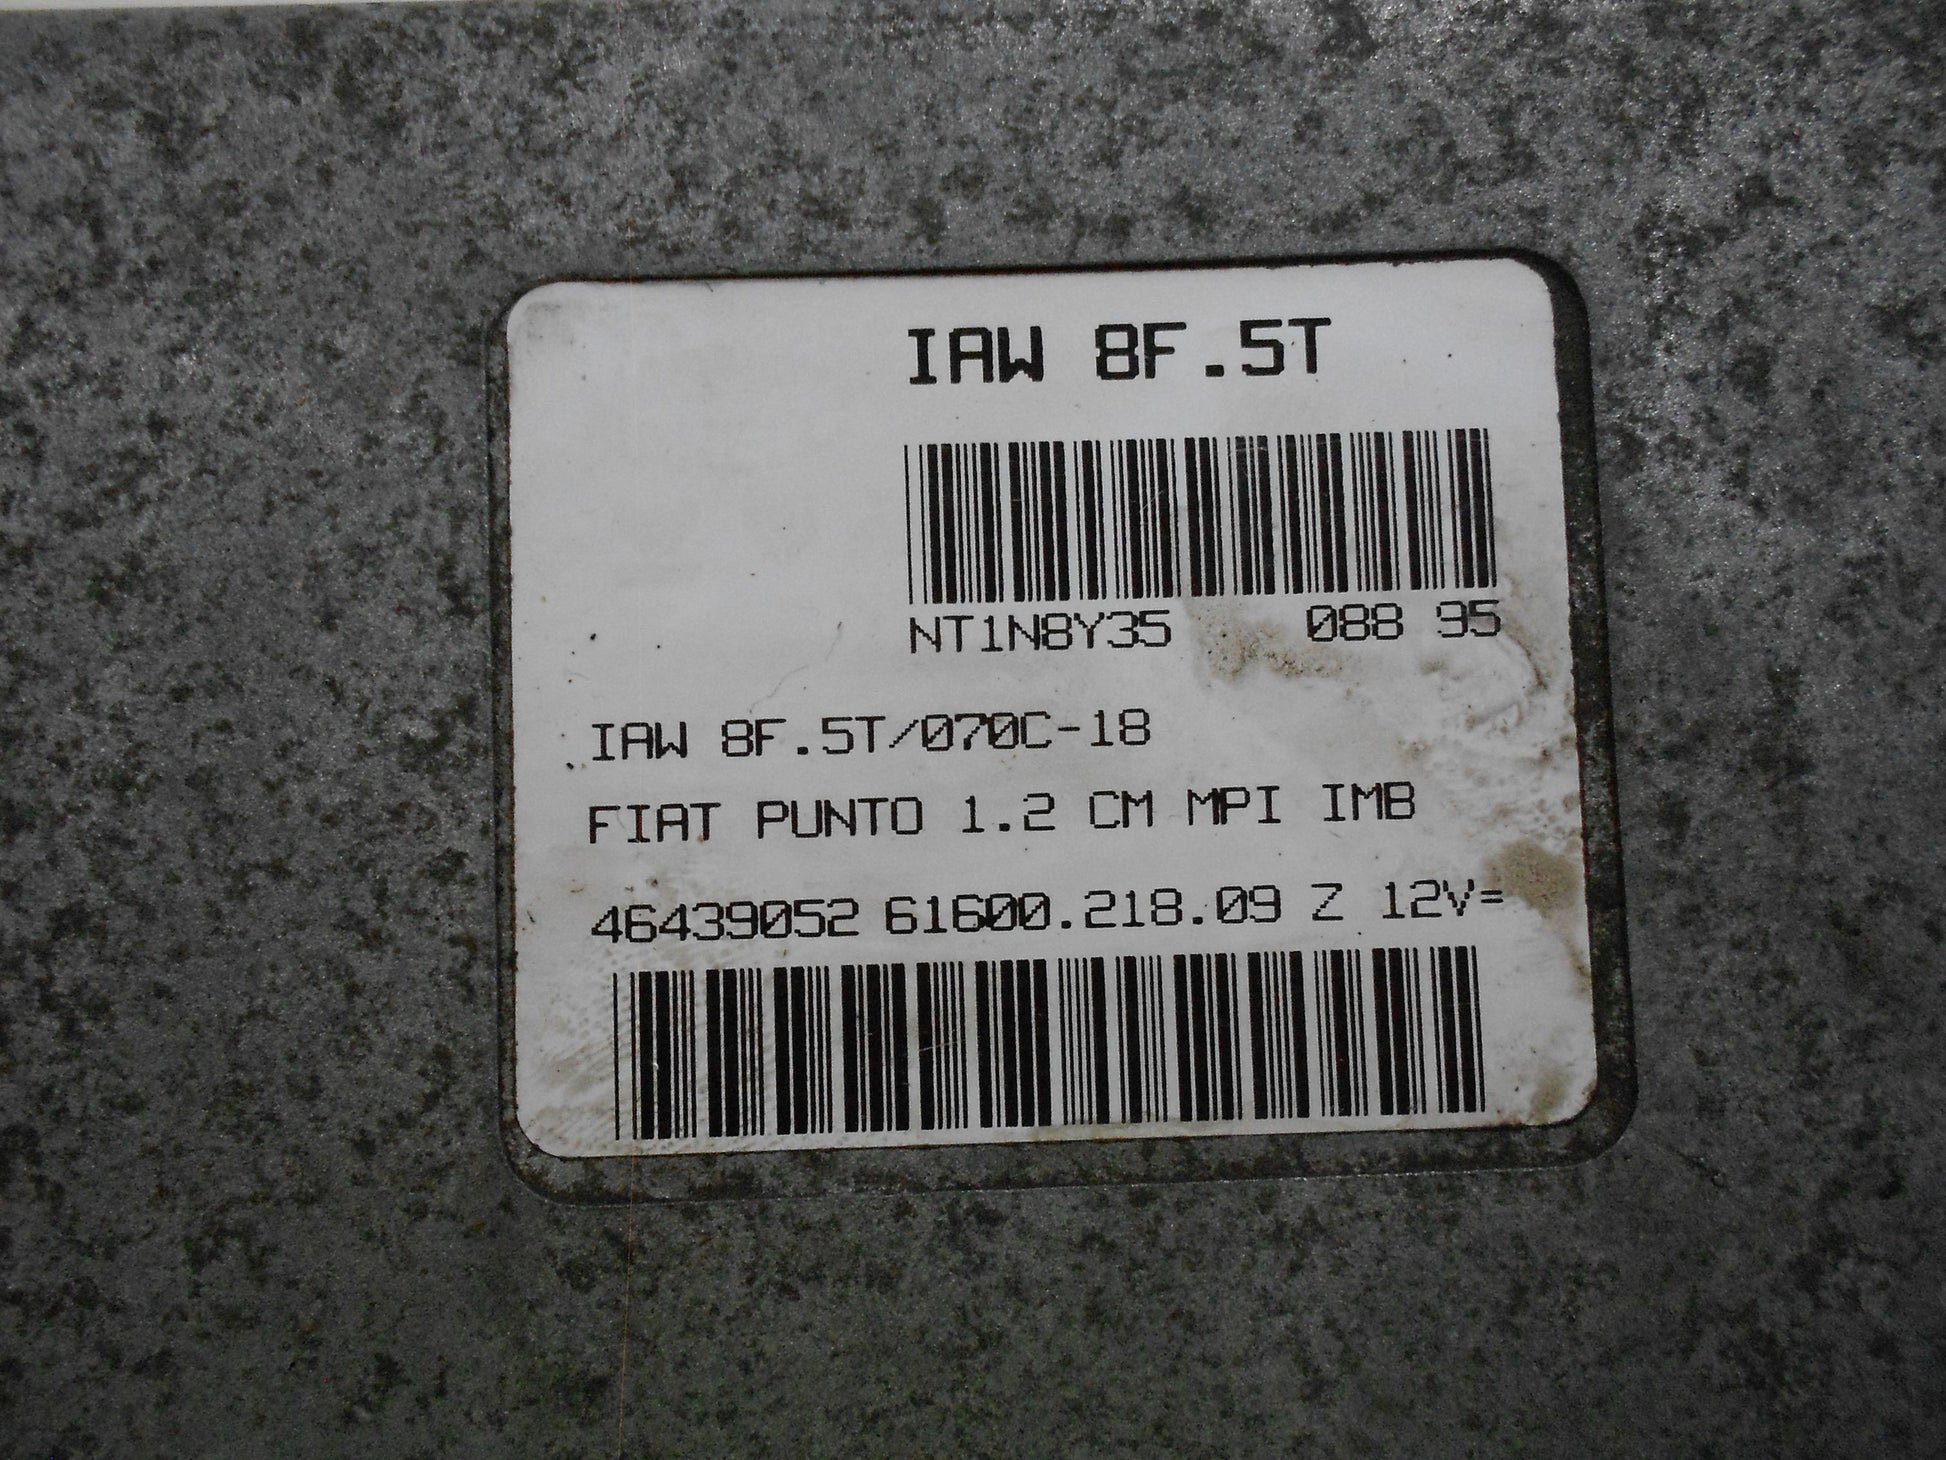 IAW 8F.5T
NT1N8Y35 088 95
IAW 8F.5T/070C-18
FIAT PUNTO 1.2 CM MPI IMB
46439052 61600.218.09 Z 12V=